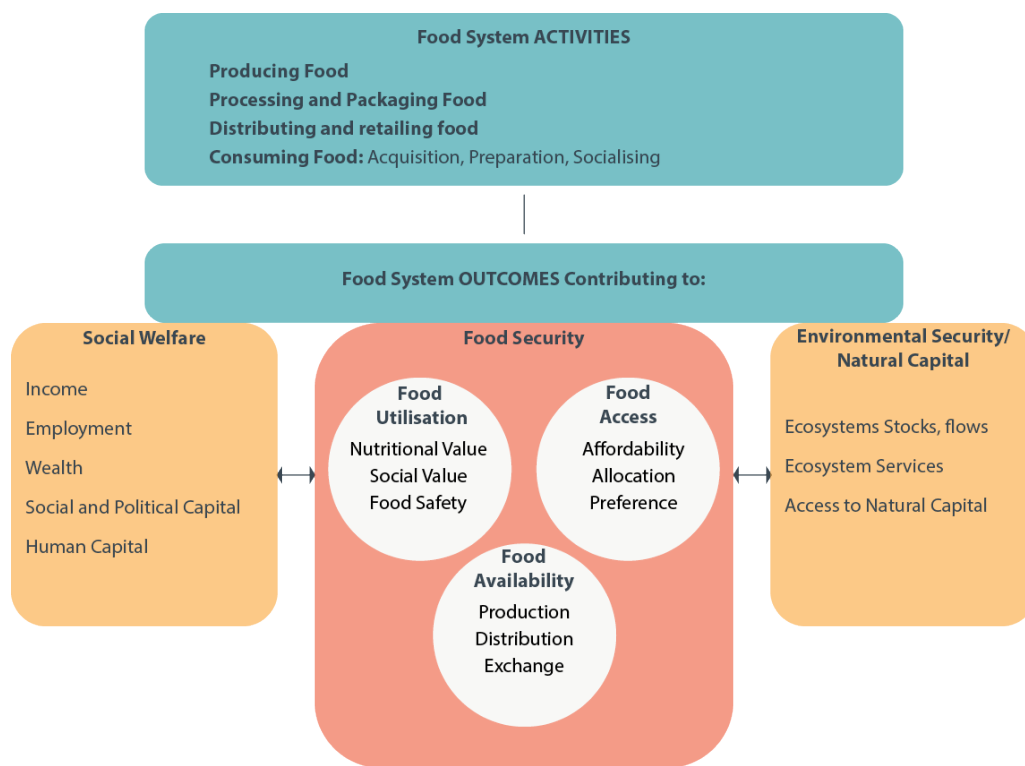 Food System ACTIVITIES
Producing Food
Processing and Packaging Food
Distributing and retailing food
Consuming Food: Acquisition, Preparation, Socialising
Food System OUTCOMES Contributing to:
Social Welfare
Income
Employment
Wealth
Social and Political Capital
Human Capital
Food Security
Food
Utilisation
Nutritional Value
Social Value
Food Safety
Food
Access
Affordability
Allocation
Preference
Food
Availability
Production
Distribution
Exchange
Environmental Security/
Natural Capital
Ecosystems Stocks, flows
Ecosystem Services
Access to Natural Capital